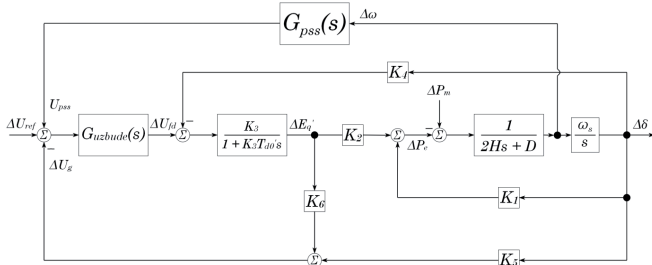 G_pss(s)
Δω
K_4
U_pss
ΔP_m
ΔU_ref
Σ
G_uzbude(s)
ΔU_fd
−
Σ
K_3
1 + K_3T_d0's
ΔE_q'
K_2
Σ
−
Σ
1
2Hs + D
ω_s
s
Δδ
−
ΔU_g
ΔP_e
K_6
K_1
Σ
K_5